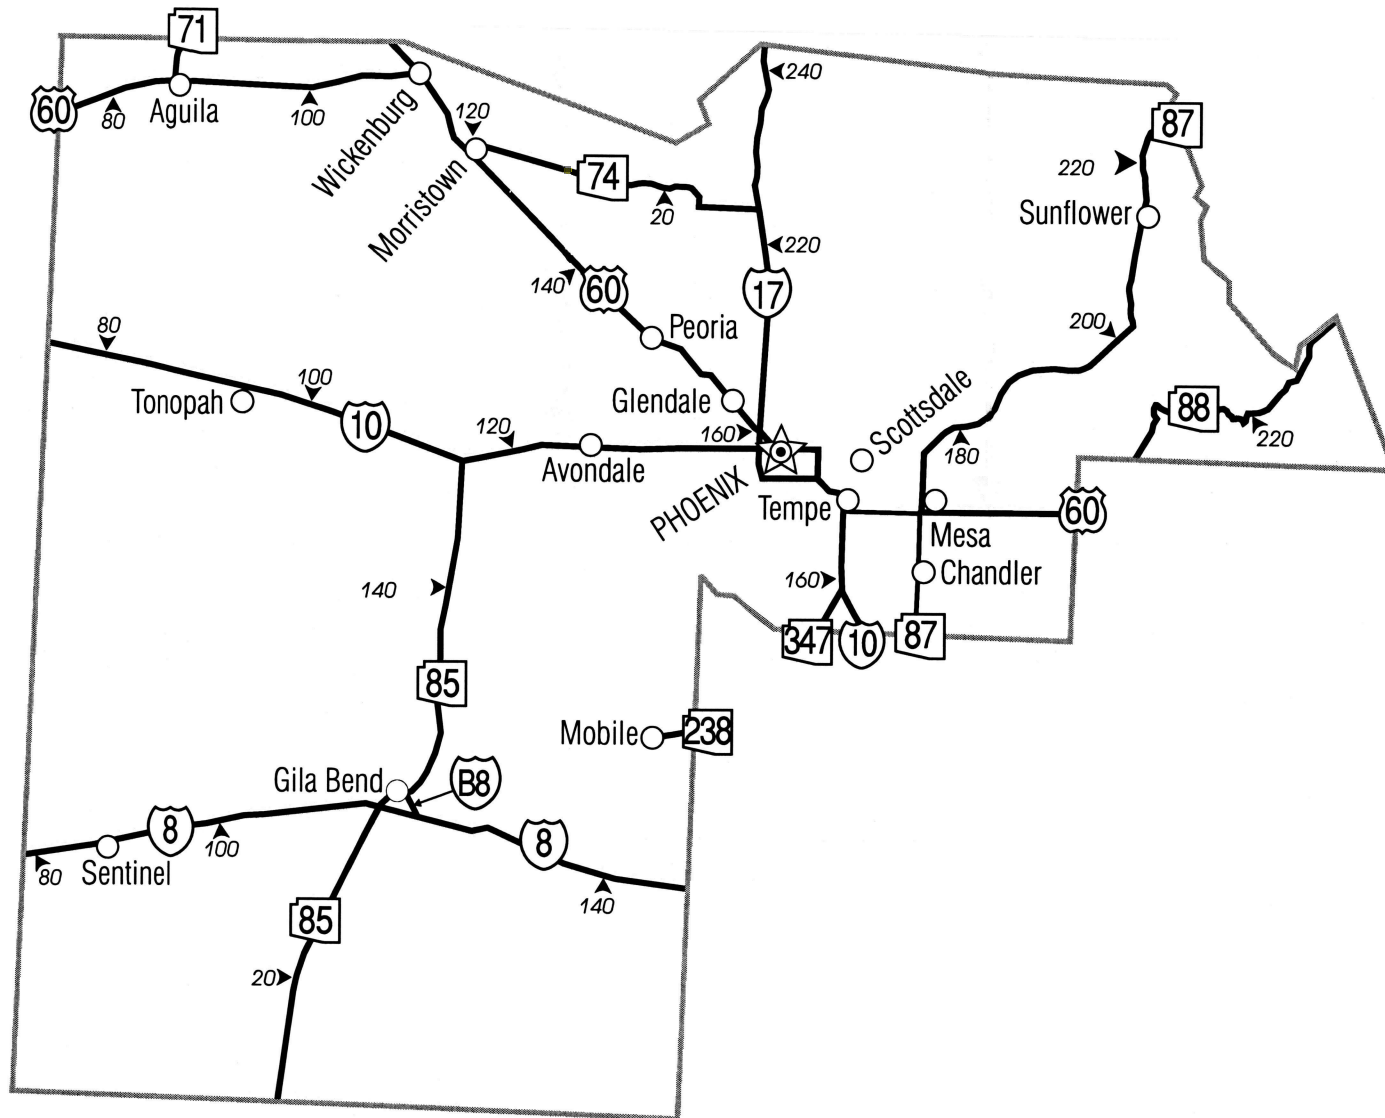 71
60
80
Aguila
100
Wickenburg
120
Morristown
74
20
240
220
17
87
220
Sunflower
140
60
Peoria
200
80
Tonopah
100
10
Glendale
160
Scottsdale
88
220
120
Avondale
180
PHOENIX
Tempe
Mesa
60
140
160
Chandler
347
10
87
85
Mobile
238
Gila Bend
B8
8
100
80
Sentinel
8
140
85
20